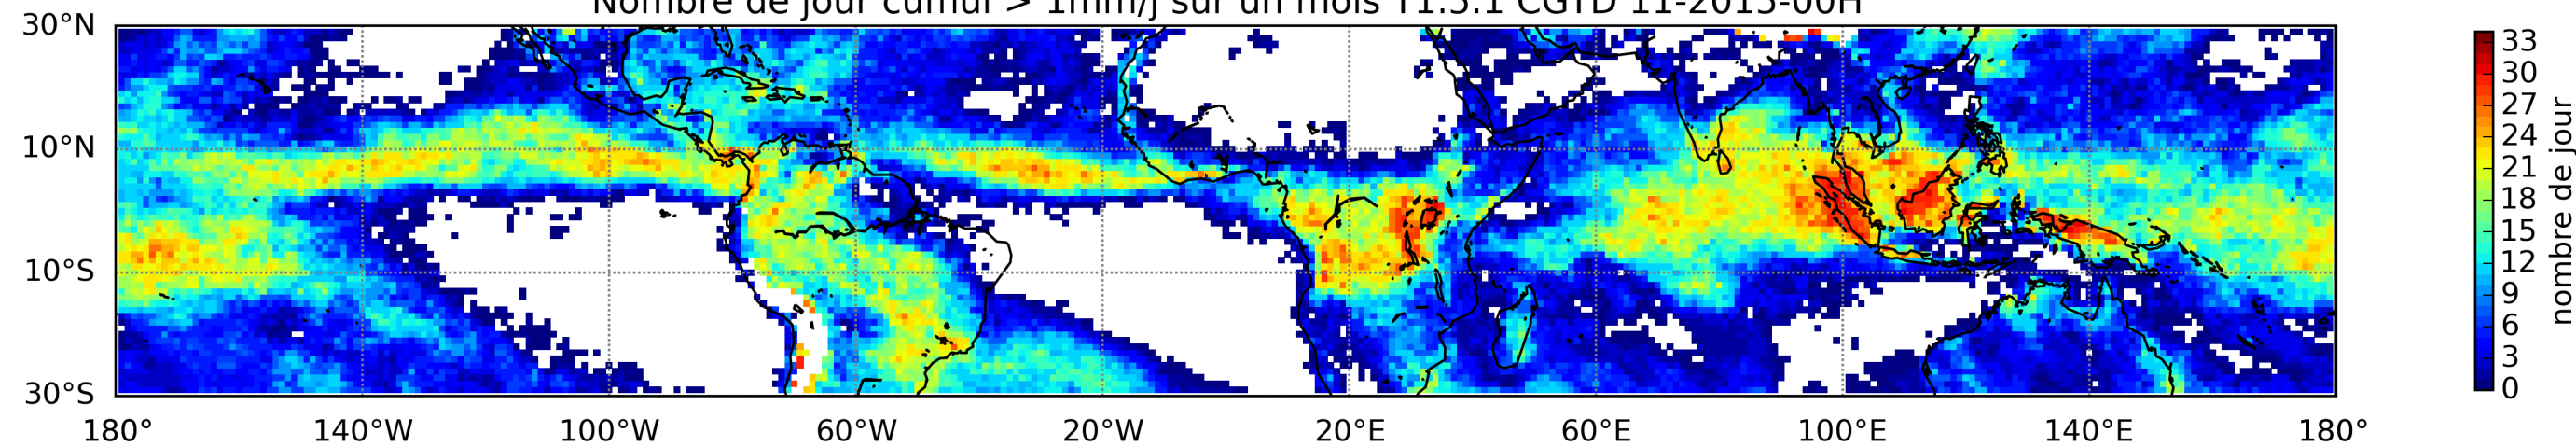 Nombre de jour cumul > 1mm/j sur un mois T1.5.1 CGTD 11-2015-00H
30°N
10°N
10°S
30°S
180° 140°W 100°W 60°W 20°W 20°E 60°E 100°E 140°E 180°
33
30
27
24
21
18
15
12
9
6
3
0
nombre de jour